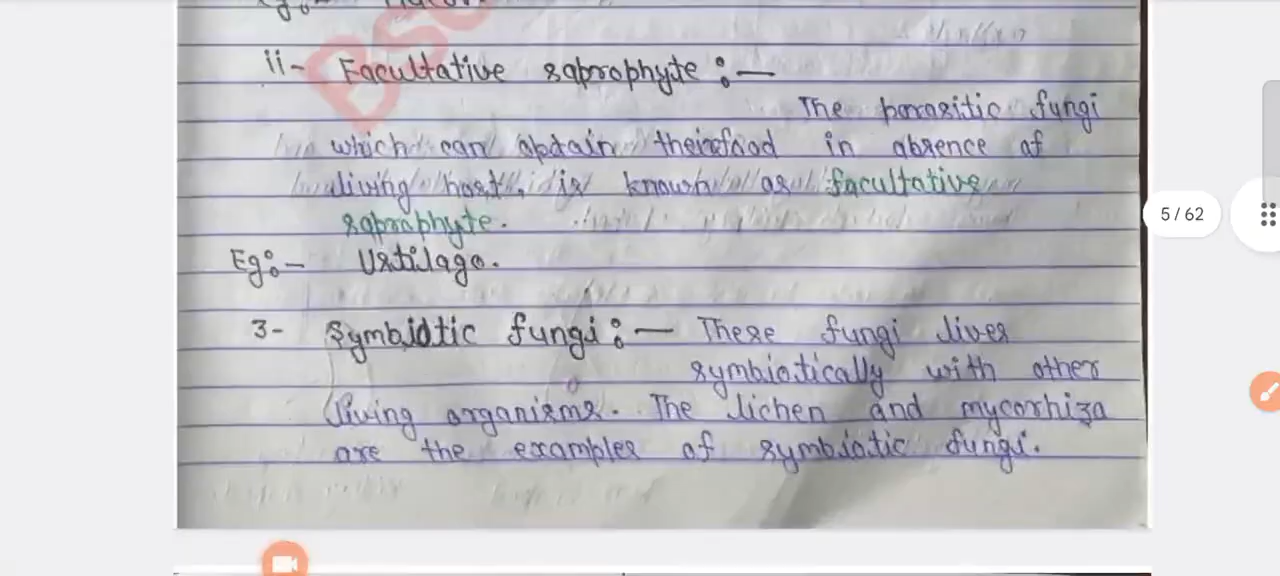 ii- Facultative saprophyte :—
The parasitic fungi
which can obtain their food in absence of
living host, is known as facultative
saprophyte.
Eg:- Ustilago.
3- Symbiotic fungi :— These fungi lives
symbiotically with other
living organisms. The lichen and mycorhiza
are the examples of symbiotic fungi.
5 / 62